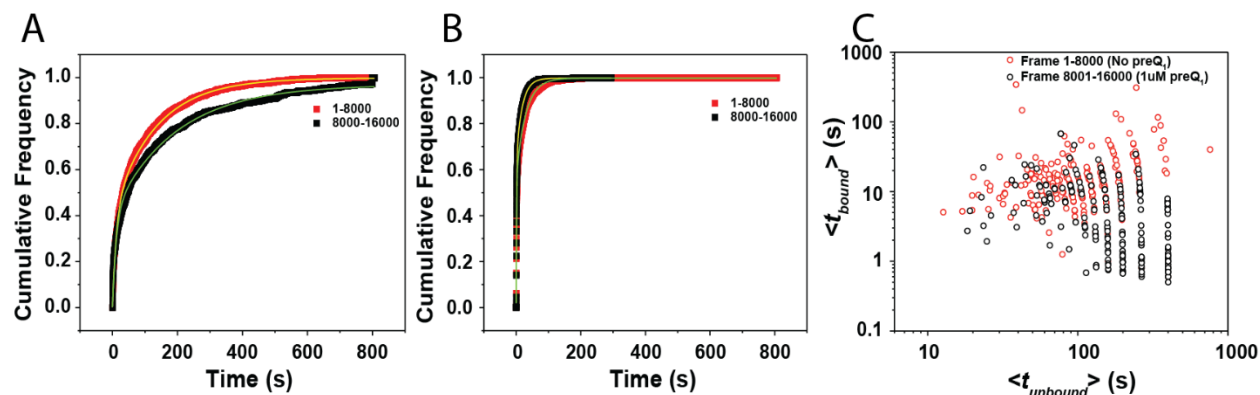 A
Cumulative Frequency
1.0
0.8
0.6
0.4
0.2
0.0
1-8000
8000-16000
0 200 400 600 800
Time (s)
B
Cumulative Frequency
1.0
0.8
0.6
0.4
0.2
0.0
1-8000
8000-16000
0 200 400 600 800
Time (s)
C
<t_bound> (s)
1000
100
10
1
0.1
Frame 1-8000 (No preQ₁)
Frame 8001-16000 (1uM preQ₁)
10 100 1000
<t_unbound> (s)